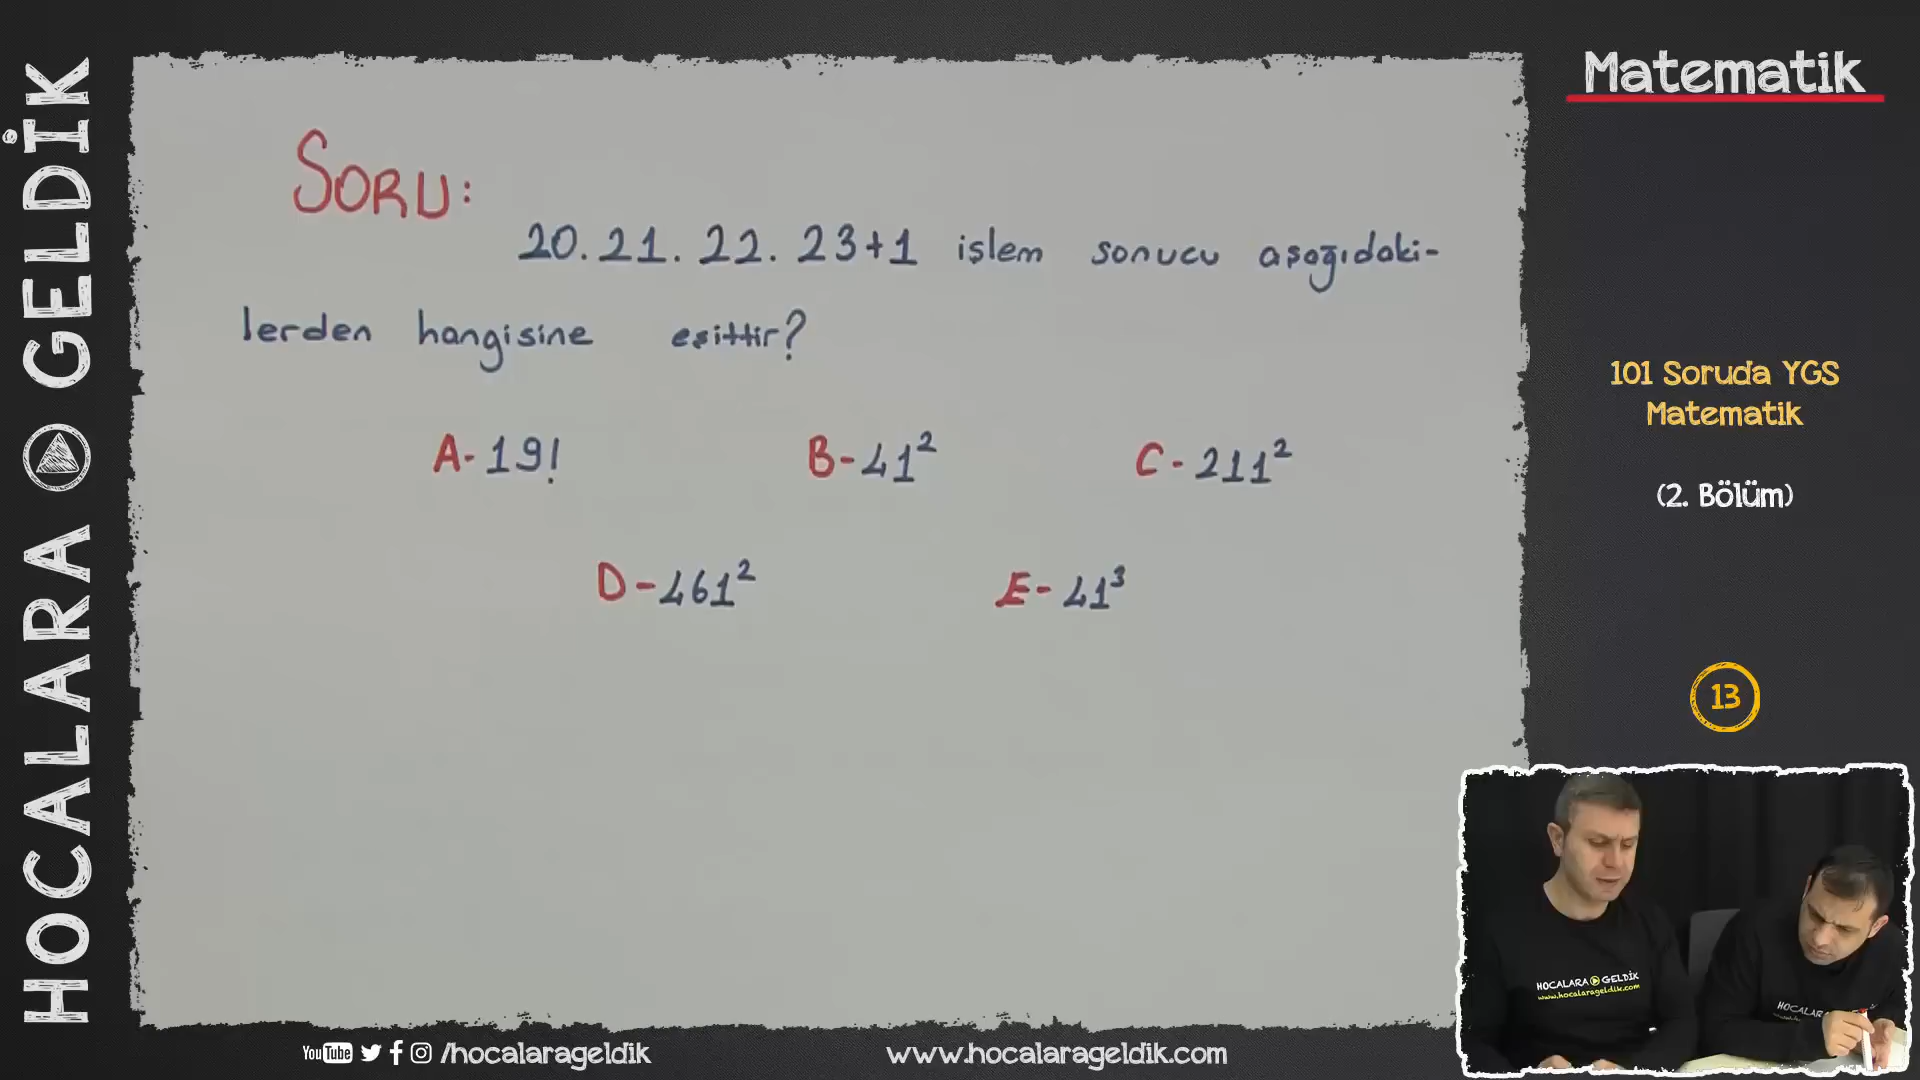 HOCALARA GELDİK
Matematik
SORU:
20.21.22.23+1 işlem sonucu aşağıdaki-
lerden hangisine eşittir?
A-19! B-41² C-211²
D-461² E-41³
101 Soruda YGS
Matematik
(2. Bölüm)
13
HOCALARA GELDİK
www.hocalarageldik.com
YouTube /hocalarageldik
www.hocalarageldik.com